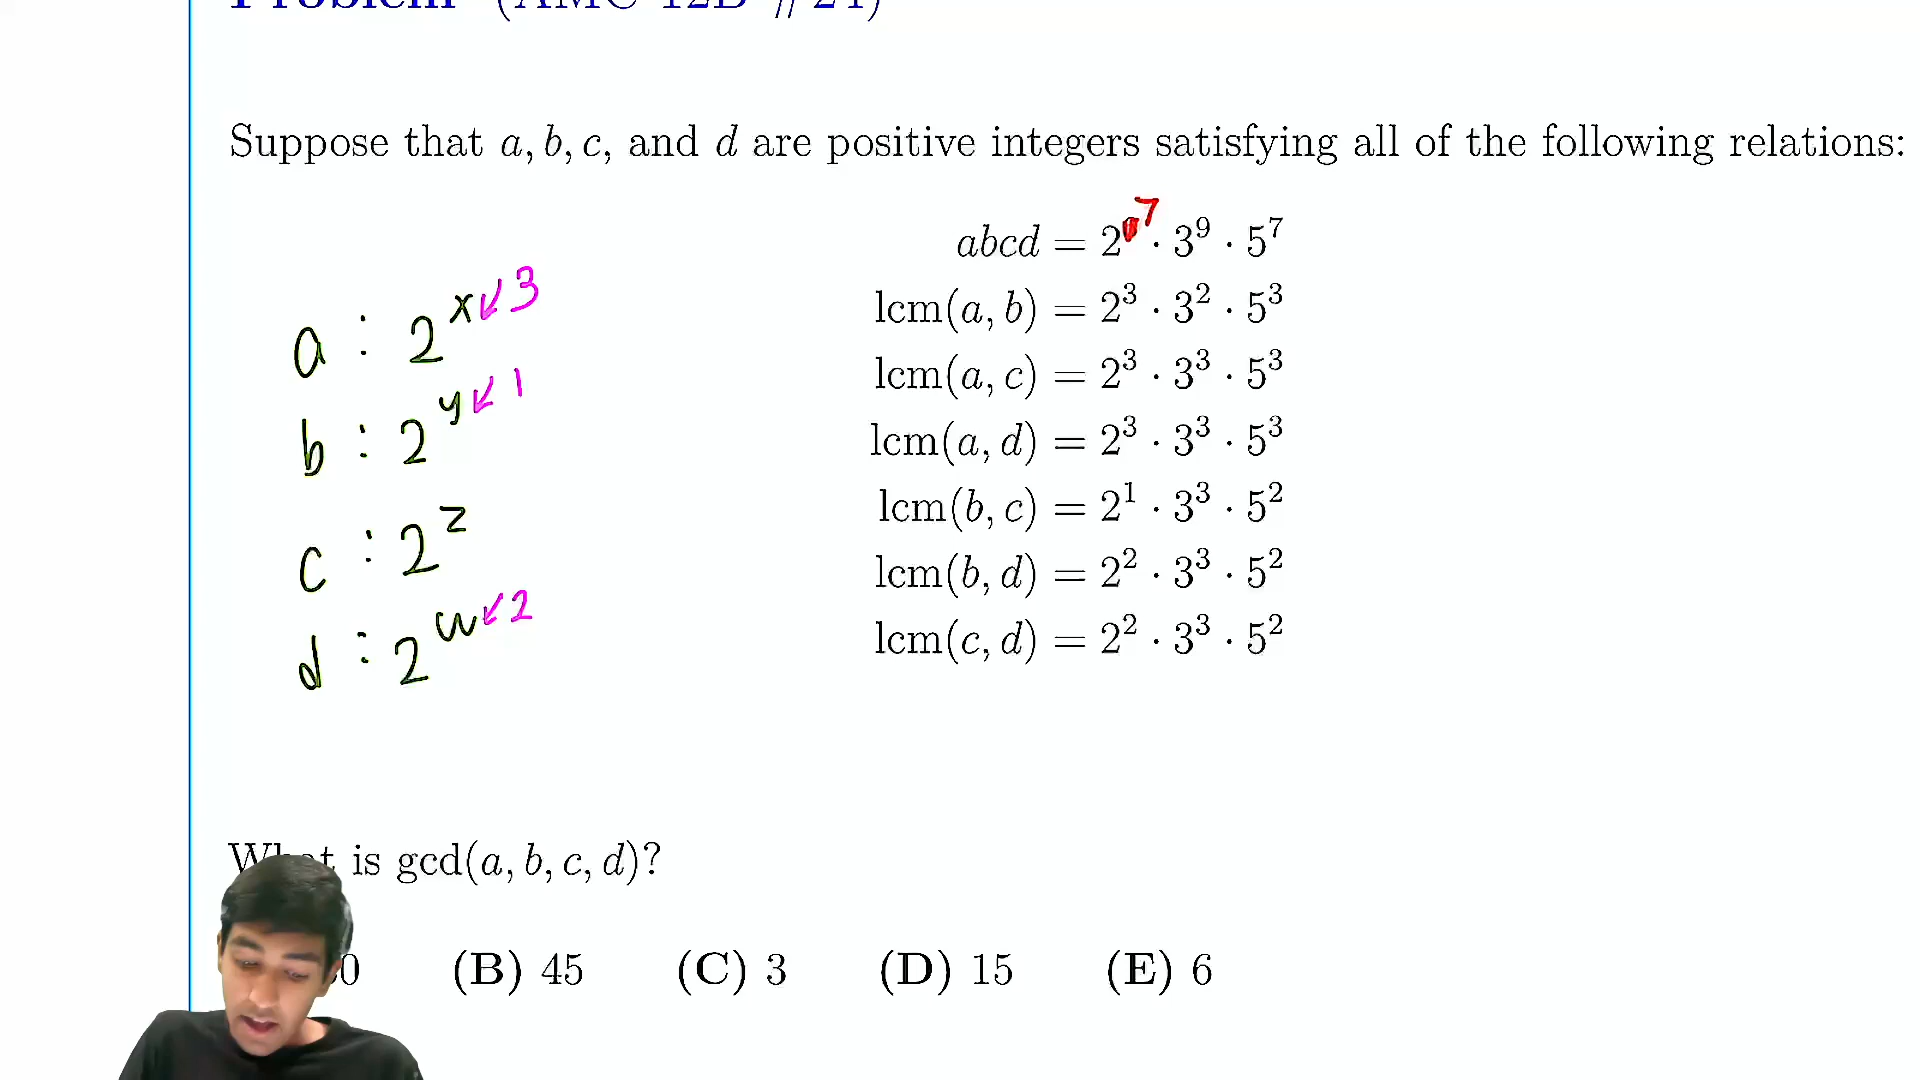 Problem (AMC 12B #24)
Suppose that a, b, c, and d are positive integers satisfying all of the following relations:
abcd = 2^7 · 3^9 · 5^7
lcm(a, b) = 2^3 · 3^2 · 5^3
lcm(a, c) = 2^3 · 3^3 · 5^3
lcm(a, d) = 2^3 · 3^3 · 5^3
lcm(b, c) = 2^1 · 3^3 · 5^2
lcm(b, d) = 2^2 · 3^3 · 5^2
lcm(c, d) = 2^2 · 3^3 · 5^2
a : 2^x ↙ 3
b : 2^y ↙ 1
c : 2^z
d : 2^w ↙ 2
What is gcd(a, b, c, d)?
0 (B) 45 (C) 3 (D) 15 (E) 6